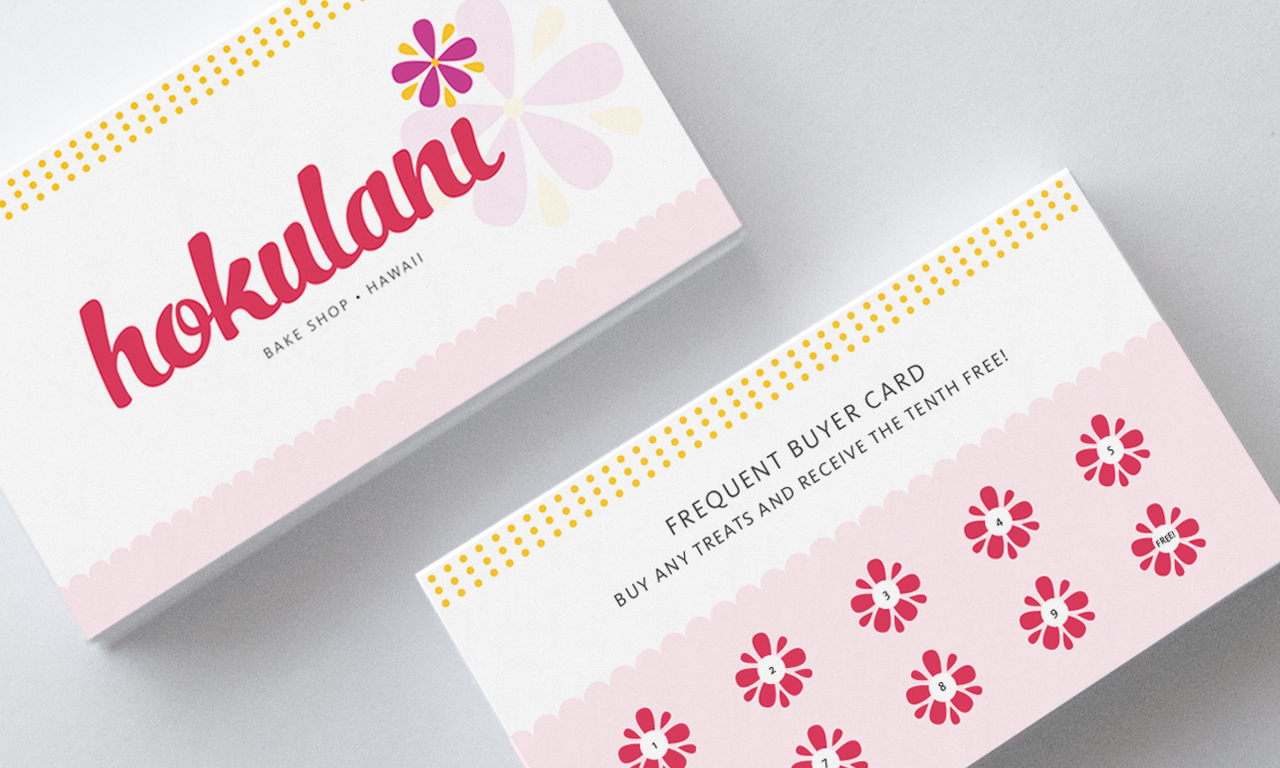 hokulani
BAKE SHOP • HAWAII
FREQUENT BUYER CARD
BUY ANY TREATS AND RECEIVE THE TENTH FREE!
1
2
3
4
5
7
8
9
FREE!